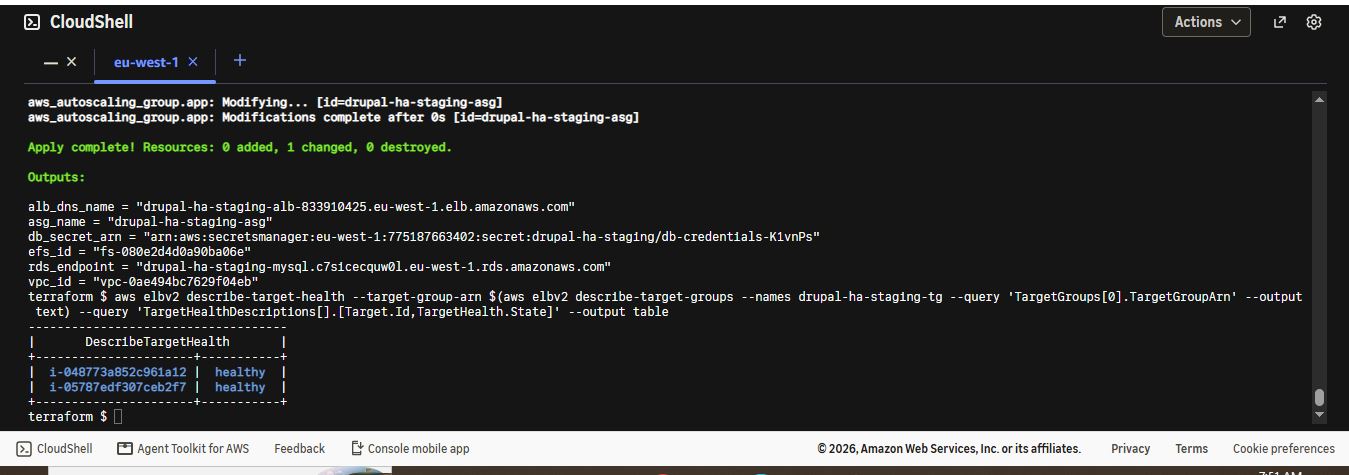 CloudShell
Actions
eu-west-1
aws_autoscaling_group.app: Modifying... [id=drupal-ha-staging-asg]
aws_autoscaling_group.app: Modifications complete after 0s [id=drupal-ha-staging-asg]
Apply complete! Resources: 0 added, 1 changed, 0 destroyed.
Outputs:
alb_dns_name = "drupal-ha-staging-alb-833910425.eu-west-1.elb.amazonaws.com"
asg_name = "drupal-ha-staging-asg"
db_secret_arn = "arn:aws:secretsmanager:eu-west-1:775187663402:secret:drupal-ha-staging/db-credentials-K1vnPs"
efs_id = "fs-080e2d4d0a90ba06e"
rds_endpoint = "drupal-ha-staging-mysql.c7sicecquw0l.eu-west-1.rds.amazonaws.com"
vpc_id = "vpc-0ae494bc7629f04eb"
terraform $ aws elbv2 describe-target-health --target-group-arn $(aws elbv2 describe-target-groups --names drupal-ha-staging-tg --query 'TargetGroups[0].TargetGroupArn' --output
text) --query 'TargetHealthDescriptions[].[Target.Id,TargetHealth.State]' --output table
-----------------------------------
|       DescribeTargetHealth      |
+----------------------+----------+
|  i-048773a852c961a12 |  healthy  |
|  i-05787edf307ceb2f7 |  healthy  |
+----------------------+----------+
terraform $
CloudShell Agent Toolkit for AWS Feedback Console mobile app © 2026, Amazon Web Services, Inc. or its affiliates. Privacy Terms Cookie preferences